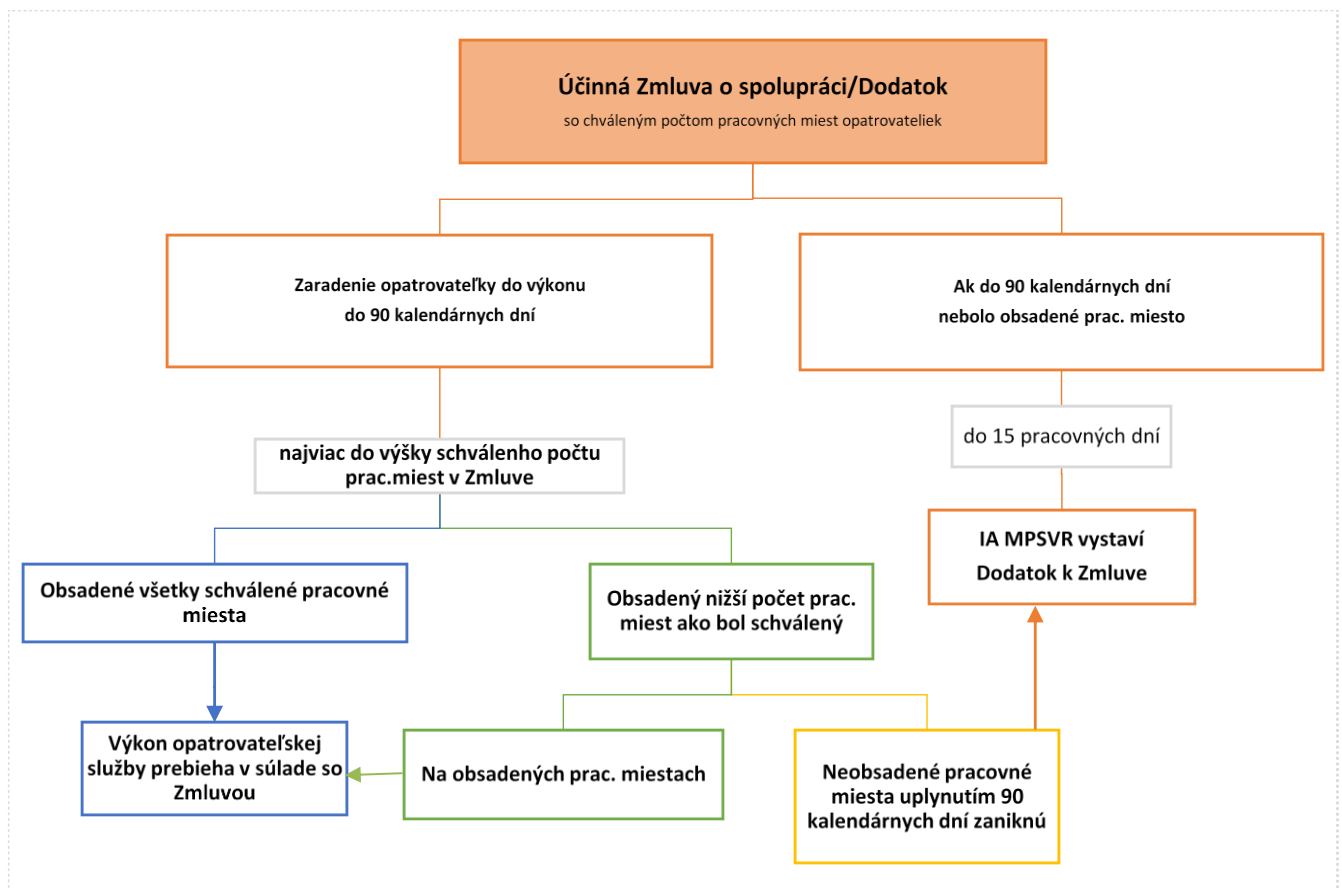 Účinná Zmluva o spolupráci/Dodatok
so chváleným počtom pracovných miest opatrovateliek
Zaradenie opatrovateľky do výkonu
do 90 kalendárnych dní
Ak do 90 kalendárnych dní
nebolo obsadené prac. miesto
do 15 pracovných dní
najviac do výšky schválenho počtu
prac.miest v Zmluve
IA MPSVR vystaví
Dodatok k Zmluve
Obsadené všetky schválené pracovné
miesta
Obsadený nižší počet prac.
miest ako bol schválený
Výkon opatrovateľskej
služby prebieha v súlade so
Zmluvou
Na obsadených prac. miestach
Neobsadené pracovné
miesta uplynutím 90
kalendárnych dní zaniknú